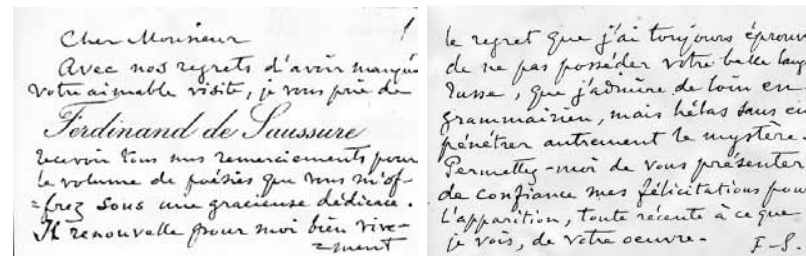 Cher Monsieur
Avec nos regrets d'avoir manqué
votre aimable visite, je vous prie de
Ferdinand de Saussure
recevoir tous mes remerciements pour
le volume de poésies que vous m'of-
=frez sous une gracieuse dédicace.
Il renouvelle pour moi bien vive-
=ment
le regret que j'ai toujours éprouv
de ne pas posséder votre belle lang
russe, que j'admire de loin en
grammairien, mais hélas sans en
pénétrer autrement le mystère.
Permettez-moi de vous présenter
de confiance mes félicitations pour
l'apparition, toute récente à ce que
je vois, de votre oeuvre. - F-S.